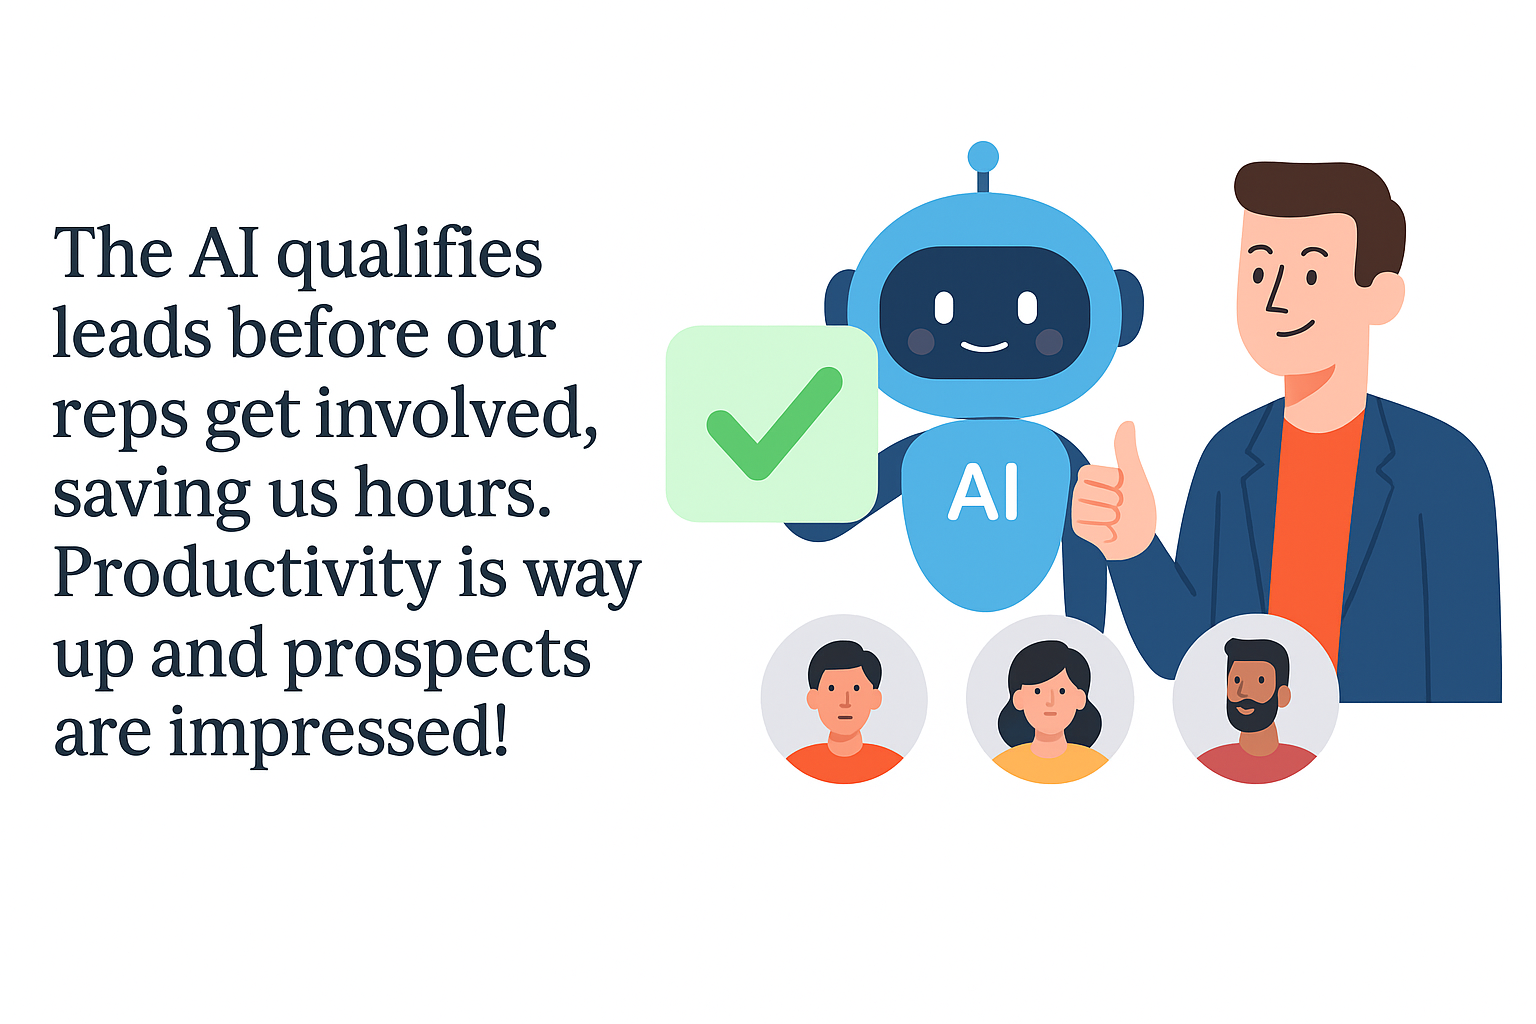 The AI qualifies
leads before our
reps get involved,
saving us hours.
Productivity is way
up and prospects
are impressed!
AI